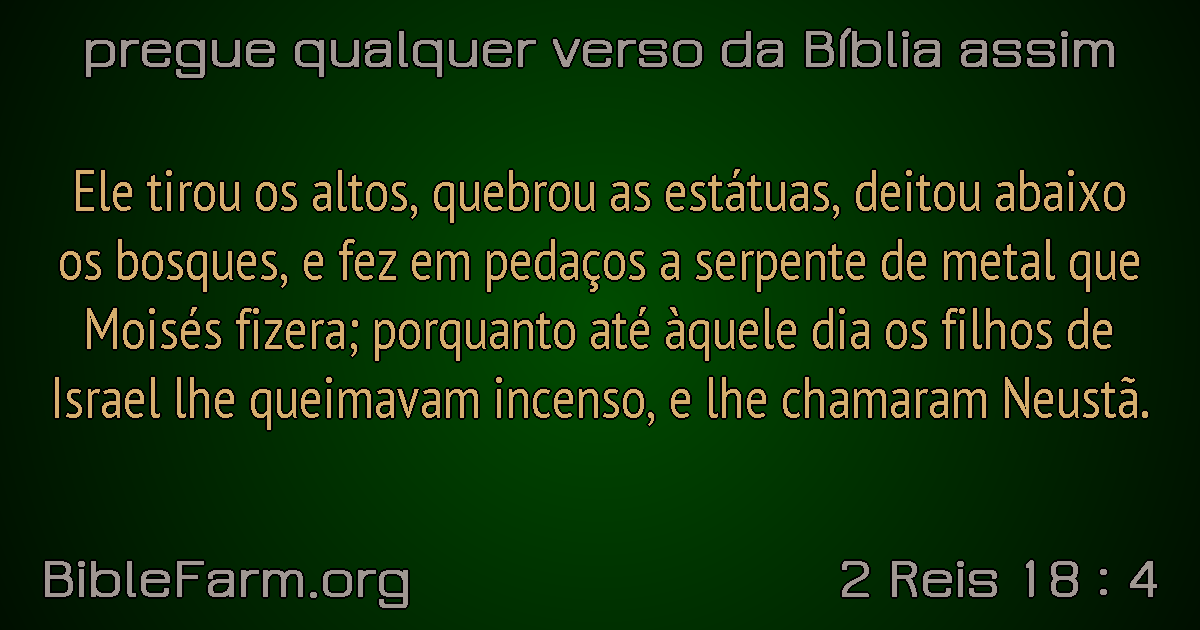 pregue qualquer verso da Bíblia assim
Ele tirou os altos, quebrou as estátuas, deitou abaixo
os bosques, e fez em pedaços a serpente de metal que
Moisés fizera; porquanto até àquele dia os filhos de
Israel lhe queimavam incenso, e lhe chamaram Neustã.
BibleFarm.org
2 Reis 18 : 4